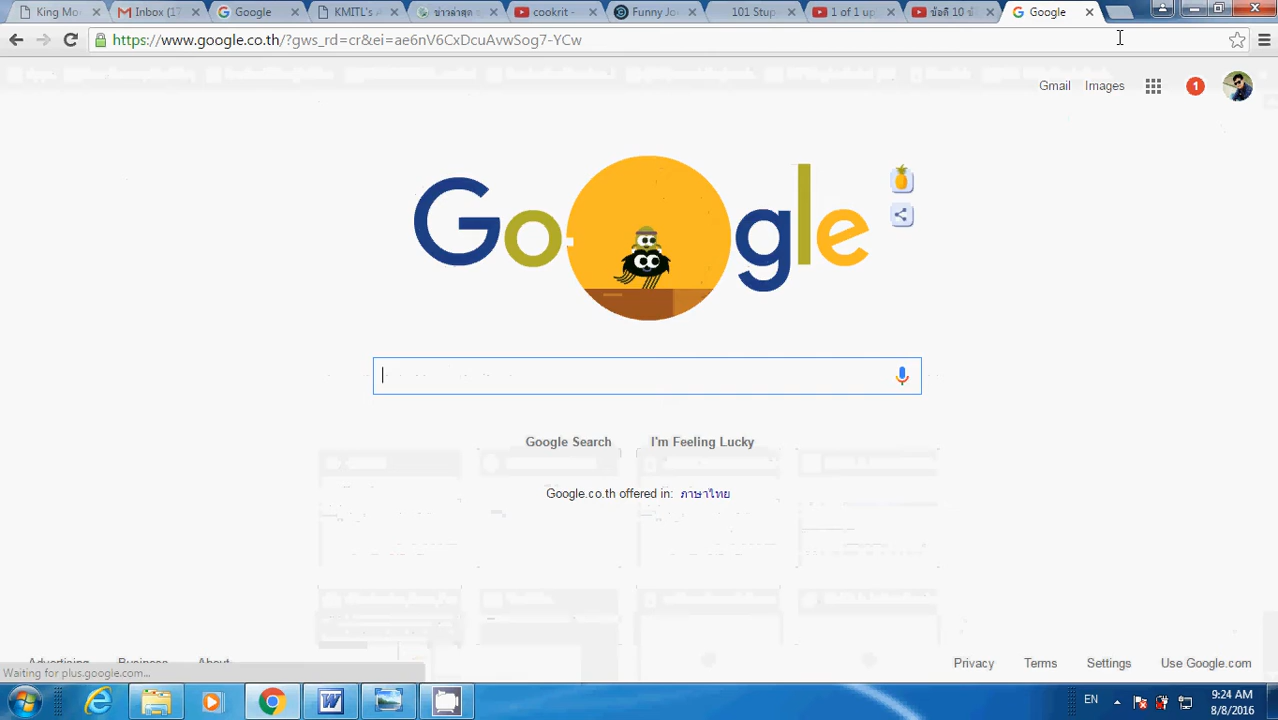 King Mo
Inbox (17
Google
KMITL's A
ข่าวล่าสุด
cookrit -
Funny Jo
101 Stup
1 of 1 up
ข้อดี 10 ข้
Google
https://www.google.co.th/?gws_rd=cr&ei=ae6nV6CxDcuAvwSog7-YCw
Gmail Images 1
Google
Google Search I'm Feeling Lucky
Google.co.th offered in: ภาษาไทย
Advertising Business About Privacy Terms Settings Use Google.com
Waiting for plus.google.com...
EN 9:24 AM
8/8/2016